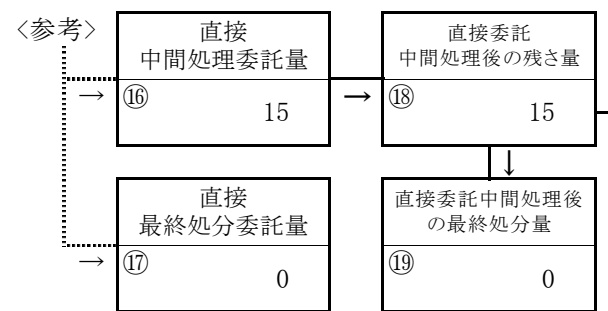 〈参考〉
直接
中間処理委託量
→ ⑯ 15
→
直接委託
中間処理後の残さ量
⑱ 15
↓
直接
最終処分委託量
→ ⑰ 0
直接委託中間処理後
の最終処分量
⑲ 0